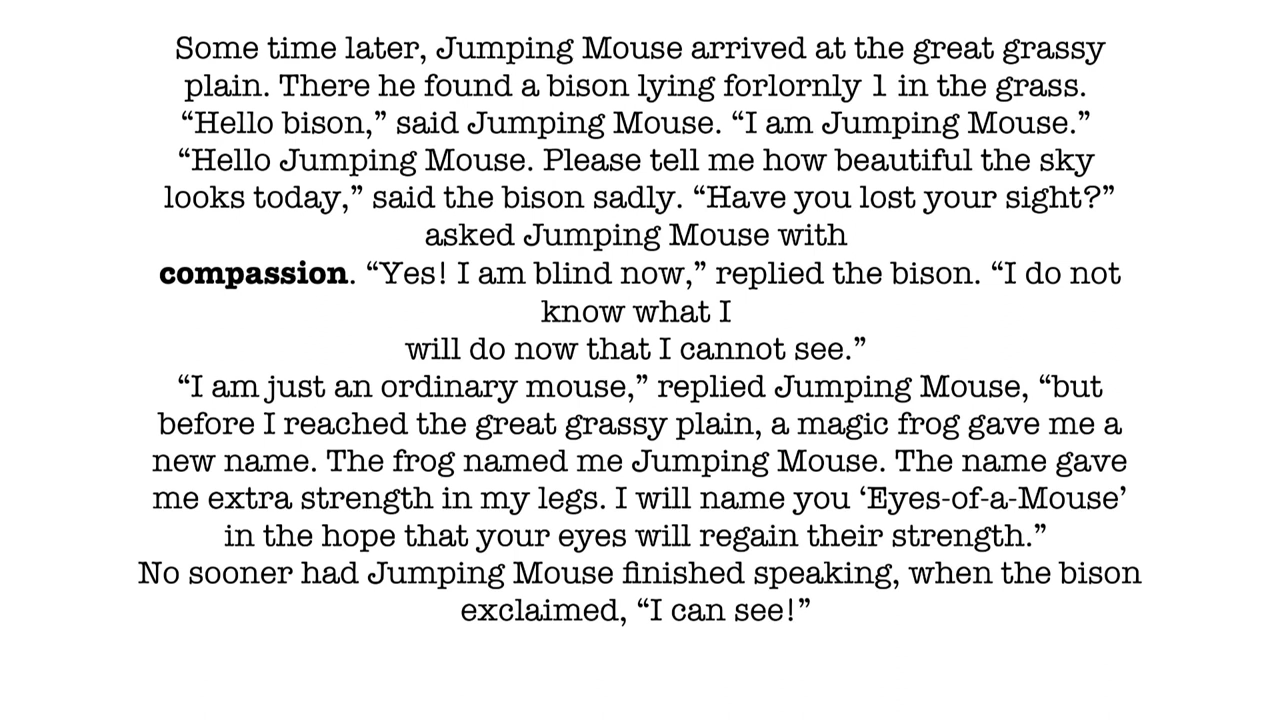 Some time later, Jumping Mouse arrived at the great grassy
plain. There he found a bison lying forlornly 1 in the grass.
“Hello bison,” said Jumping Mouse. “I am Jumping Mouse.”
“Hello Jumping Mouse. Please tell me how beautiful the sky
looks today,” said the bison sadly. “Have you lost your sight?”
asked Jumping Mouse with
compassion. “Yes! I am blind now,” replied the bison. “I do not
know what I
will do now that I cannot see.”
“I am just an ordinary mouse,” replied Jumping Mouse, “but
before I reached the great grassy plain, a magic frog gave me a
new name. The frog named me Jumping Mouse. The name gave
me extra strength in my legs. I will name you ‘Eyes-of-a-Mouse’
in the hope that your eyes will regain their strength.”
No sooner had Jumping Mouse finished speaking, when the bison
exclaimed, “I can see!”